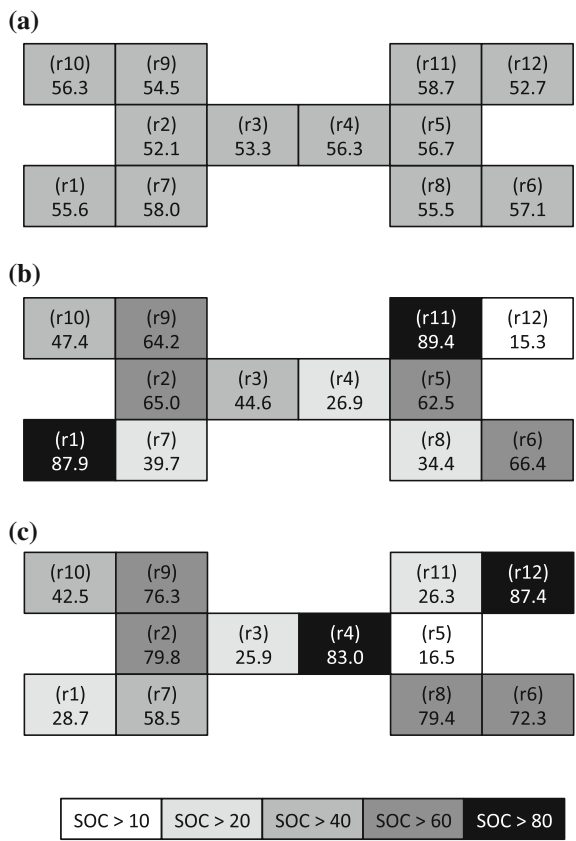 (a)
(r10) (r9) (r11) (r12)
56.3 54.5 58.7 52.7
(r2) (r3) (r4) (r5)
52.1 53.3 56.3 56.7
(r1) (r7) (r8) (r6)
55.6 58.0 55.5 57.1
(b)
(r10) (r9) (r11) (r12)
47.4 64.2 89.4 15.3
(r2) (r3) (r4) (r5)
65.0 44.6 26.9 62.5
(r1) (r7) (r8) (r6)
87.9 39.7 34.4 66.4
(c)
(r10) (r9) (r11) (r12)
42.5 76.3 26.3 87.4
(r2) (r3) (r4) (r5)
79.8 25.9 83.0 16.5
(r1) (r7) (r8) (r6)
28.7 58.5 79.4 72.3
SOC > 10 SOC > 20 SOC > 40 SOC > 60 SOC > 80